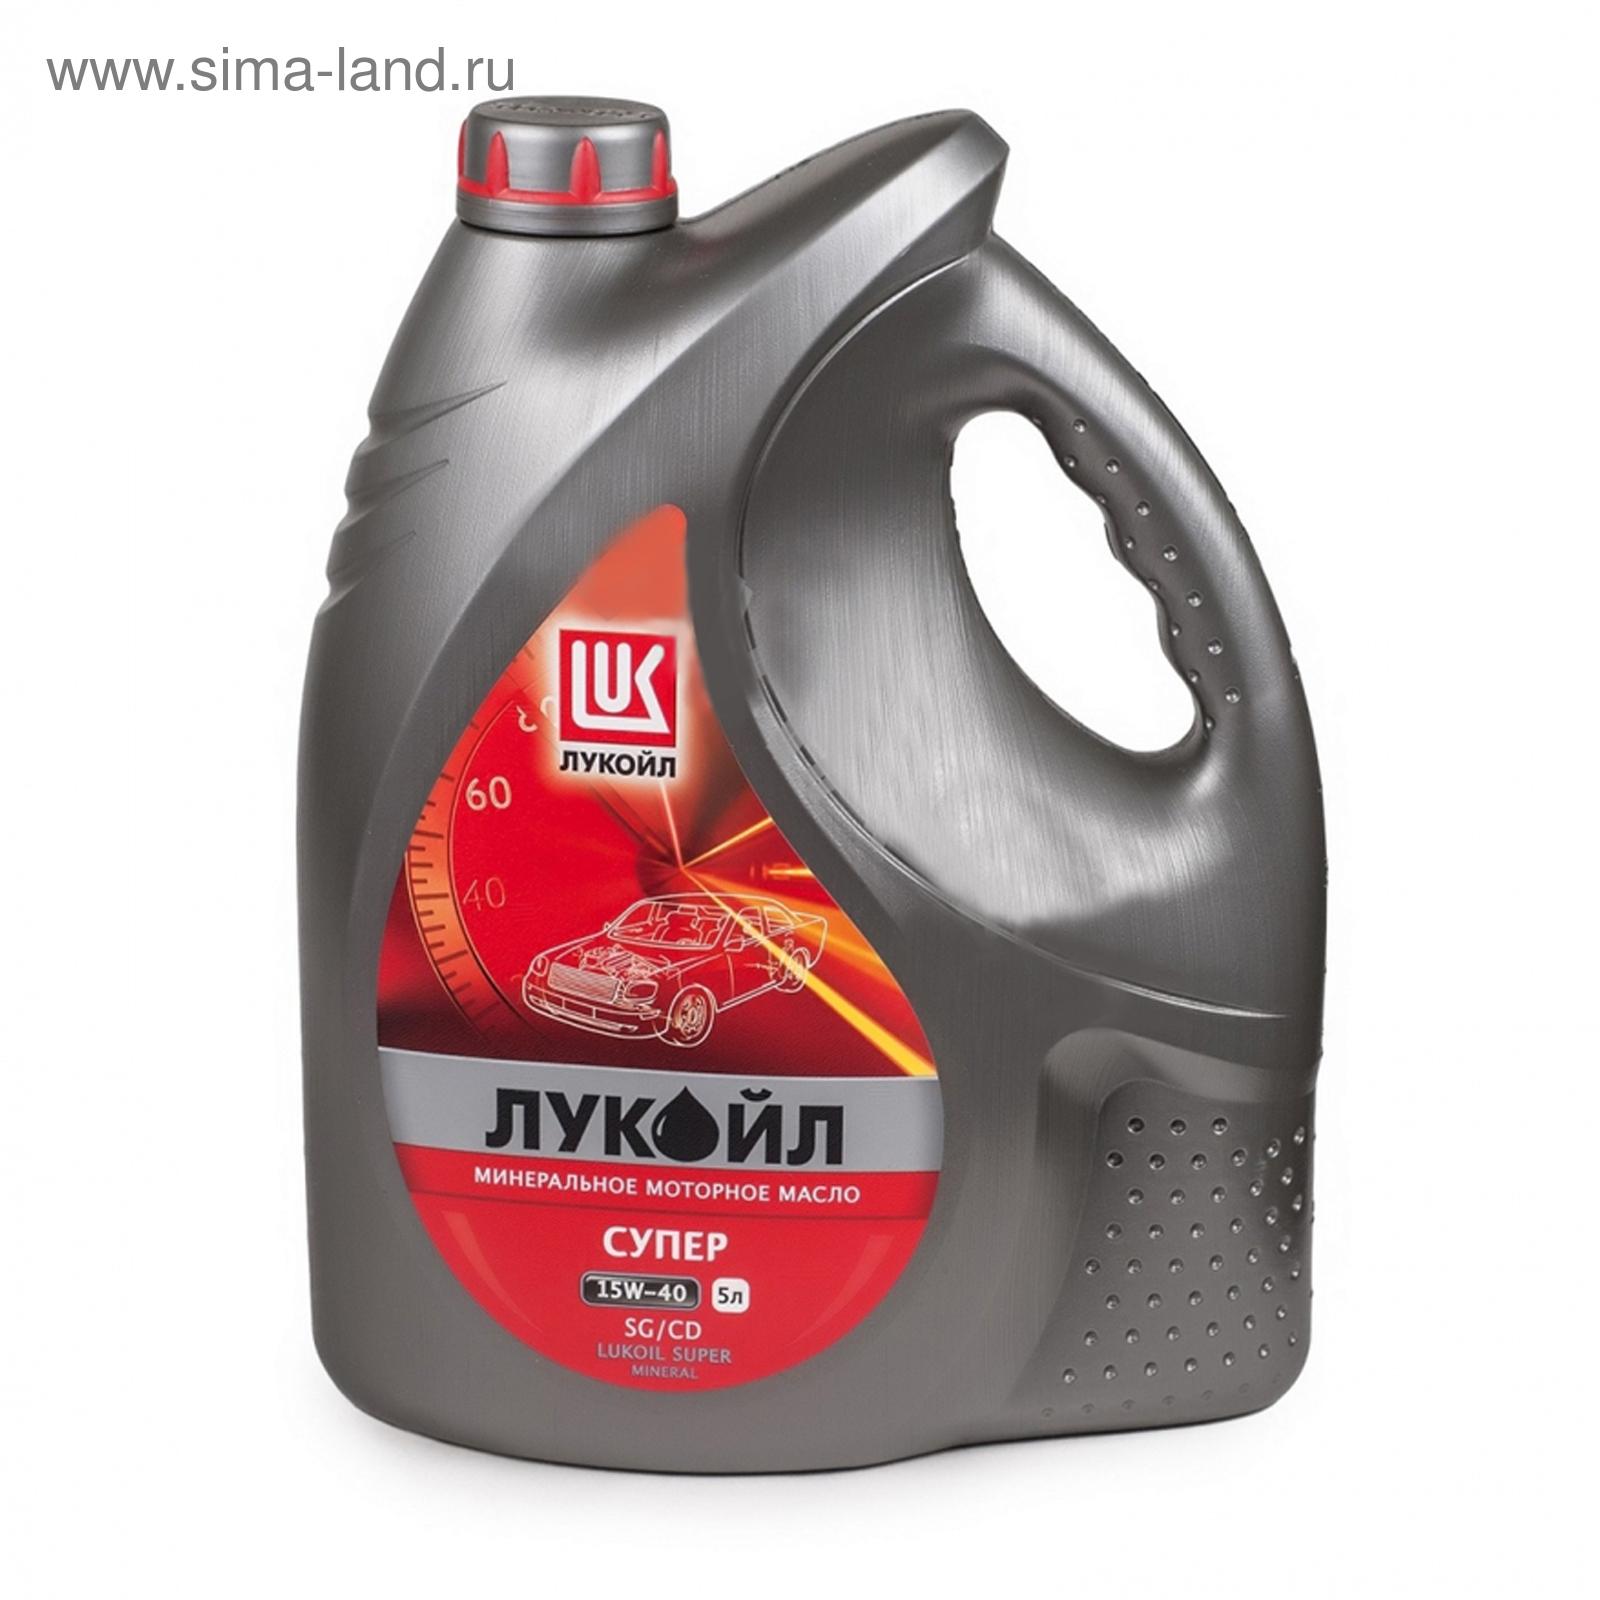 www.sima-land.ru
LUK
ЛУКОЙЛ
60
40
ЛУКОЙЛ
МИНЕРАЛЬНОЕ МОТОРНОЕ МАСЛО
СУПЕР
15W-40 5л
SG/CD
LUKOIL SUPER
MINERAL